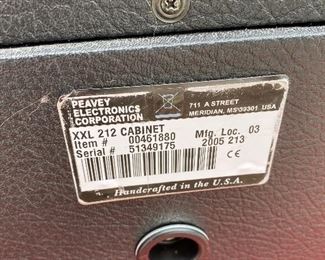 PEAVEY
ELECTRONICS
CORPORATION
711 A STREET
MERIDIAN, MS 39301 USA
XXL 212 CABINET
Item # 00461880 Mfg. Loc. 03
Serial # 51349175 2005 213
CE
Handcrafted in the U.S.A.